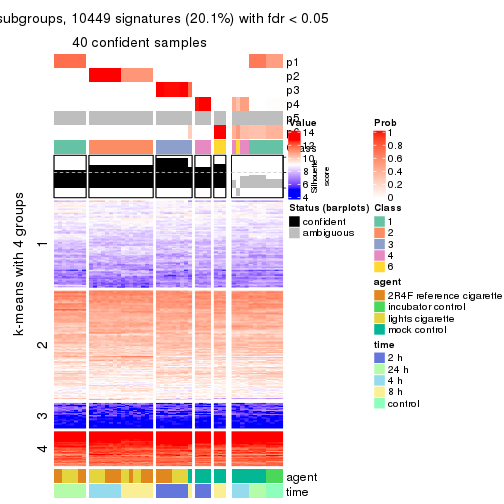 subgroups, 10449 signatures (20.1%) with fdr < 0.05
40 confident samples
p1
p2
p3
p4
p5
Value
14
12
10
8
6
4
Silhouette
score
Prob
1
0.8
0.6
0.4
0.2
0
Status (barplots)
confident
ambiguous
Class
1
2
3
4
6
agent
2R4F reference cigarette
incubator control
lights cigarette
mock control
time
2 h
24 h
4 h
8 h
control
k-means with 4 groups
1
2
3
4
agent
time